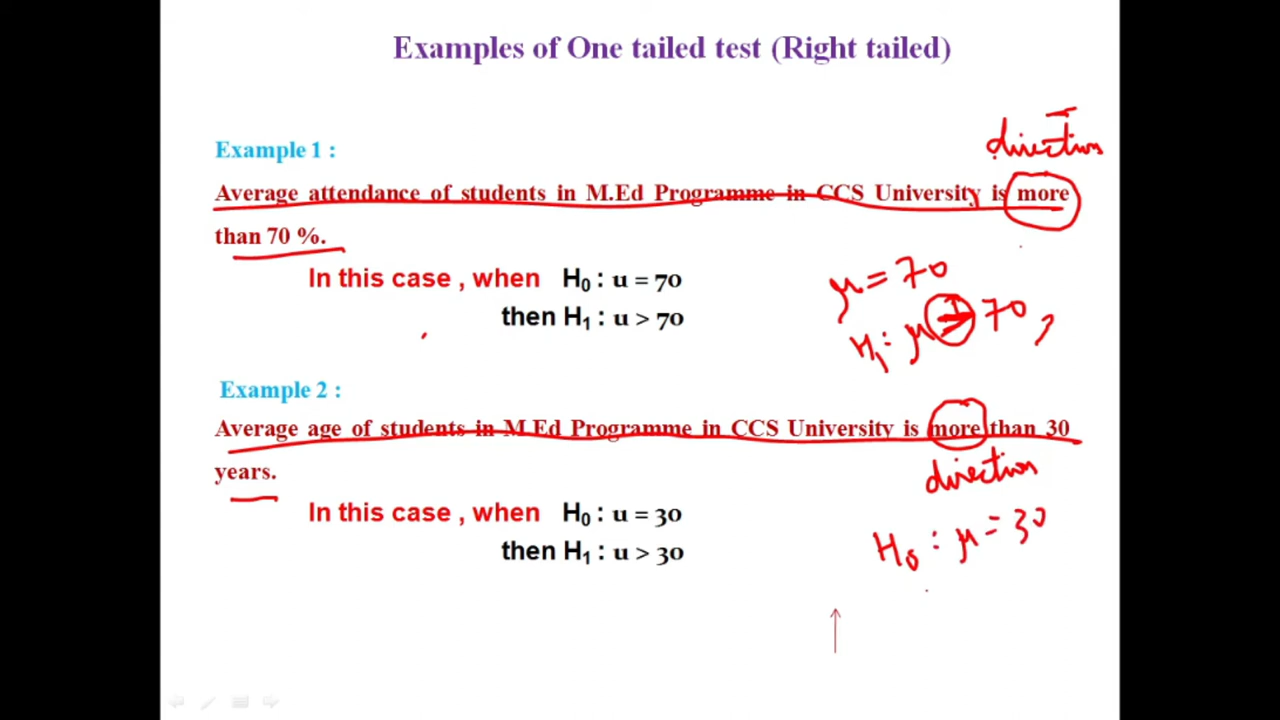 Examples of One tailed test (Right tailed)
direction
Example 1 :
Average attendance of students in M.Ed Programme in CCS University is more
than 70 %.
In this case , when H₀ : u = 70
then H₁ : u > 70
μ = 70
H₁ : μ > 70
Example 2 :
Average age of students in M.Ed Programme in CCS University is more than 30
years.
direction
In this case , when H₀ : u = 30
then H₁ : u > 30
H₀ : μ = 30